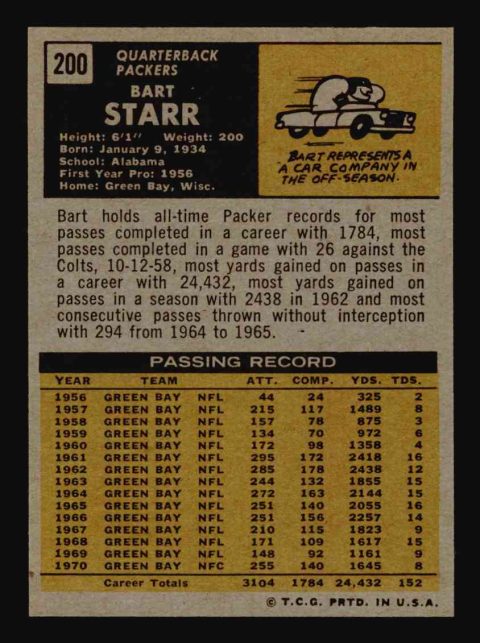 200
QUARTERBACK
PACKERS
BART
STARR
Height: 6'1" Weight: 200
Born: January 9, 1934
School: Alabama
First Year Pro: 1956
Home: Green Bay, Wisc.
BART REPRESENTS A
A CAR COMPANY IN
THE OFF-SEASON.
Bart holds all-time Packer records for most
passes completed in a career with 1784, most
passes completed in a game with 26 against the
Colts, 10-12-58, most yards gained on passes in
a career with 24,432, most yards gained on
passes in a season with 2438 in 1962 and most
consecutive passes thrown without interception
with 294 from 1964 to 1965.
PASSING RECORD
YEAR TEAM ATT. COMP. YDS. TDS.
1956 GREEN BAY NFL 44 24 325 2
1957 GREEN BAY NFL 215 117 1489 8
1958 GREEN BAY NFL 157 78 875 3
1959 GREEN BAY NFL 134 70 972 6
1960 GREEN BAY NFL 172 98 1358 4
1961 GREEN BAY NFL 295 172 2418 16
1962 GREEN BAY NFL 285 178 2438 12
1963 GREEN BAY NFL 244 132 1855 15
1964 GREEN BAY NFL 272 163 2144 15
1965 GREEN BAY NFL 251 140 2055 16
1966 GREEN BAY NFL 251 156 2257 14
1967 GREEN BAY NFL 210 115 1823 9
1968 GREEN BAY NFL 171 109 1617 15
1969 GREEN BAY NFL 148 92 1161 9
1970 GREEN BAY NFC 255 140 1645 8
Career Totals 3104 1784 24,432 152
© T.C.G. PRTD. IN U.S.A.